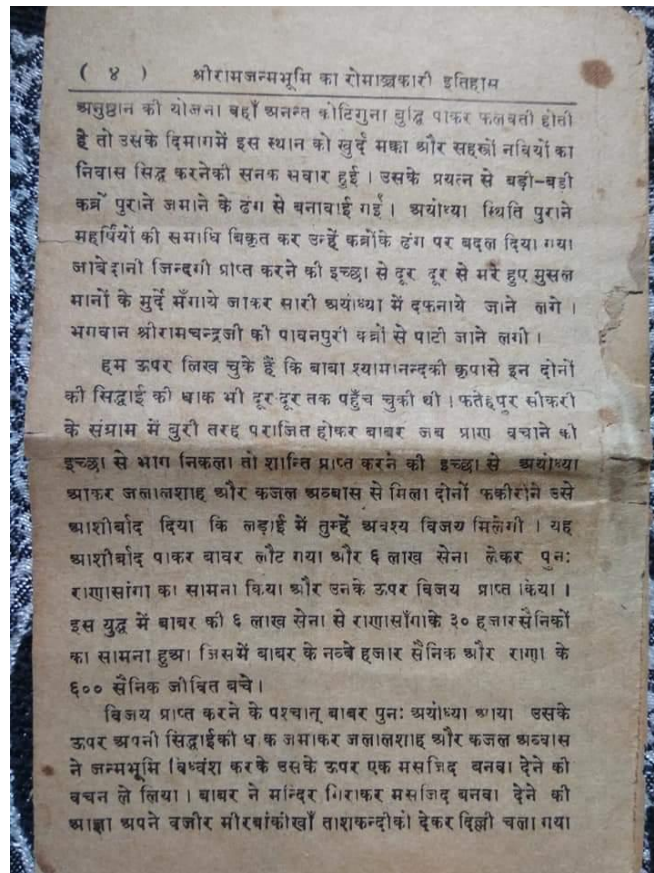 ( ४ ) श्रीरामजन्मभूमि का रोमाञ्चकारी इतिहास
अनुष्ठान की योजना वहाँ अनन्त कोटिगुना बुद्धि पाकर फलवती होती
है तो उसके दिमागमें इस स्थान को खुर्द मक्का और सहस्त्रों नबियों का
निवास सिद्ध करनेकी सनक सवार हुई । उसके प्रयत्न से बड़ी-बड़ी
कब्रें पुराने जमाने के ढंग से बनावाई गईं । अयोध्या स्थिति पुराने
महर्षियों की समाधि बिकृत कर उन्हें कब्रोंके ढंग पर बदल दिया गया
जाबेदानी जिन्दगी प्राप्त करने की इच्छा से दूर दूर से मरे हुए मुसल
मानों के मुर्दे मँगाये जाकर सारी अयोध्या में दफनाये जाने लगे ।
भगवान श्रीरामचन्द्रजी की पावनपुरी कब्रों से पाटी जाने लगी ।
हम ऊपर लिख चुके हैं कि बाबा श्यामानन्दकी कृपासे इन दोनों
की सिद्धाई की धाक भी दूर-दूर तक पहुँच चुकी थी । फतेहपुर सीकरी
के संग्राम में बुरी तरह पराजित होकर बाबर जब प्राण बचाने की
इच्छा से भाग निकला तो शान्ति प्राप्त करने की इच्छा से अयोध्या
आकर जलालशाह और कजल अब्बास से मिला दोनों फकीरोंने उसे
आशीर्बाद दिया कि लड़ाई में तुम्हें अवश्य विजय मिलेगी । यह
आशीर्बाद पाकर बावर लौट गया और ६ लाख सेना लेकर पुनः
राणासांगा का सामना किया और उनके ऊपर विजय प्राप्त किया ।
इस युद्ध में बाबर की ६ लाख सेना से राणासाँगाके ३० हजारसैनिकों
का सामना हुआ जिसमें बाबर के नब्बे हजार सैनिक और राणा के
६०० सैनिक जीवित बचे ।
बिजय प्राप्त करने के पश्चात् बाबर पुनः अयोध्या आया उसके
ऊपर अपनी सिद्धाईकी धाक जमाकर जलालशाह और कजल अब्बास
ने जन्मभूमि बिध्वंश करके उसके ऊपर एक मसजिद बनवा देने की
वचन ले लिया । बाबर ने मन्दिर गिराकर मसजिद बनवा देने की
आज्ञा अपने वजीर मीरबांकीखाँ ताशकन्दीको देकर दिल्ली चला गया